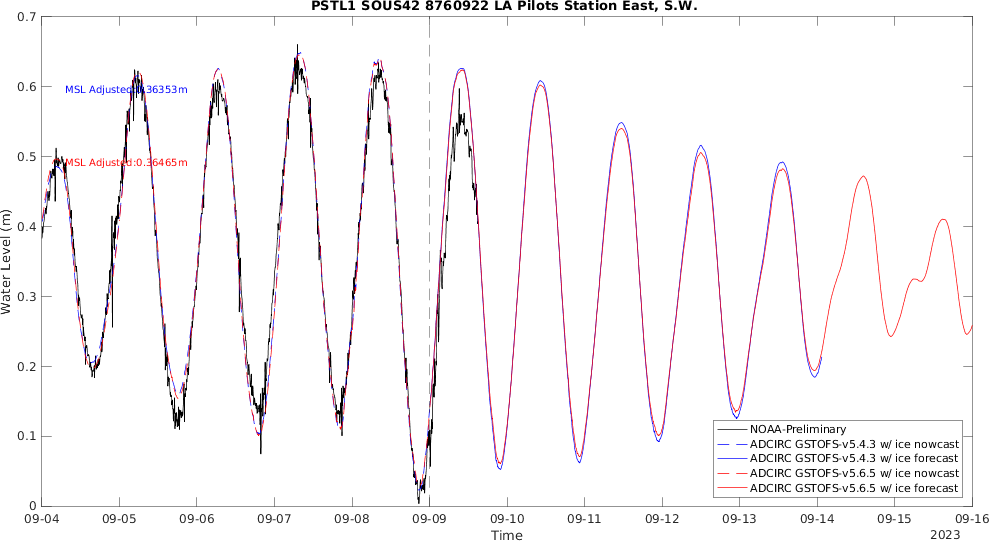 PSTL1 SOUS42 8760922 LA Pilots Station East, S.W.
0.7
0.6
0.5
0.4
0.3
0.2
0.1
0
Water Level (m)
MSL Adjusted:0.36353m
MSL Adjusted:0.36465m
NOAA-Preliminary
ADCIRC GSTOFS-v5.4.3 w/ ice nowcast
ADCIRC GSTOFS-v5.4.3 w/ ice forecast
ADCIRC GSTOFS-v5.6.5 w/ ice nowcast
ADCIRC GSTOFS-v5.6.5 w/ ice forecast
09-04 09-05 09-06 09-07 09-08 09-09 09-10 09-11 09-12 09-13 09-14 09-15 09-16
Time
2023